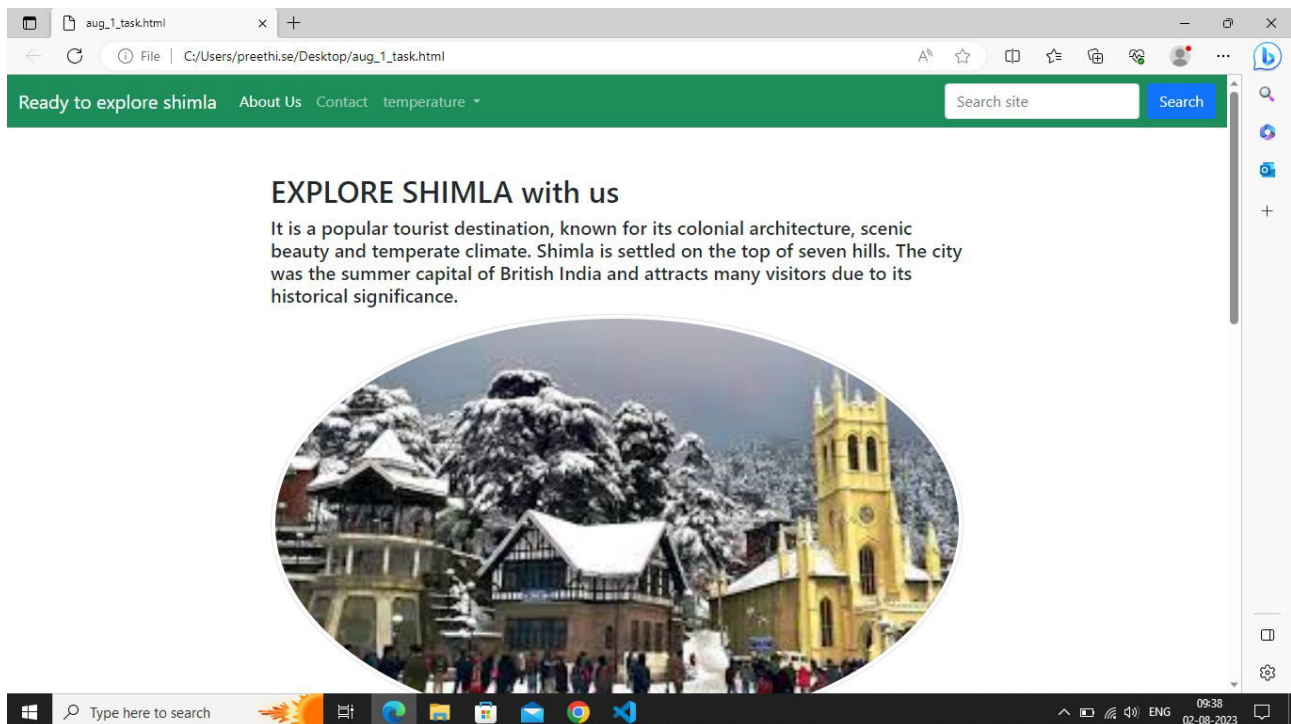 aug_1_task.html
File
C:/Users/preethi.se/Desktop/aug_1_task.html
Ready to explore shimla
About Us
Contact
temperature
Search site
Search
EXPLORE SHIMLA with us
It is a popular tourist destination, known for its colonial architecture, scenic
beauty and temperate climate. Shimla is settled on the top of seven hills. The city
was the summer capital of British India and attracts many visitors due to its
historical significance.
Type here to search
ENG
09:38
02-08-2023